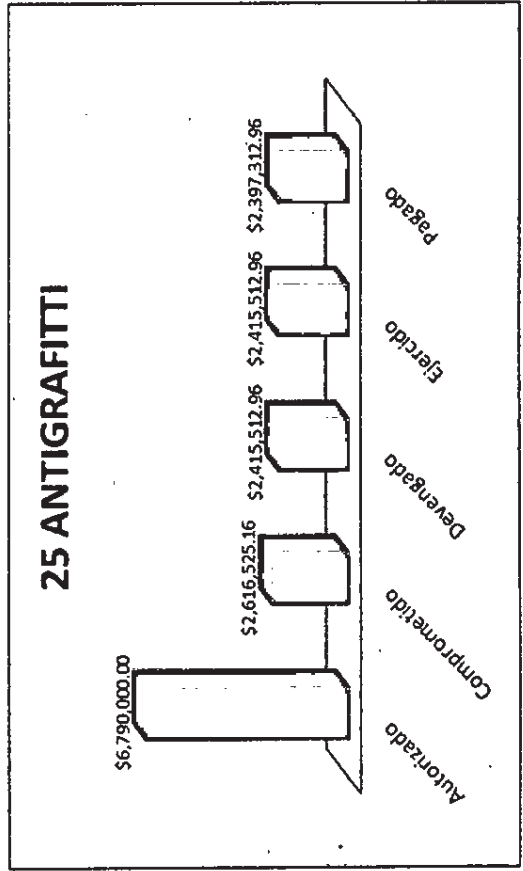 25 ANTIGRAFITTI
$6,790,000.00
$2,616,525.16
$2,415,512.96
$2,415,512.96
$2,397,312.96
Autorizado
Comprometido
Devengado
Ejercido
Pagado